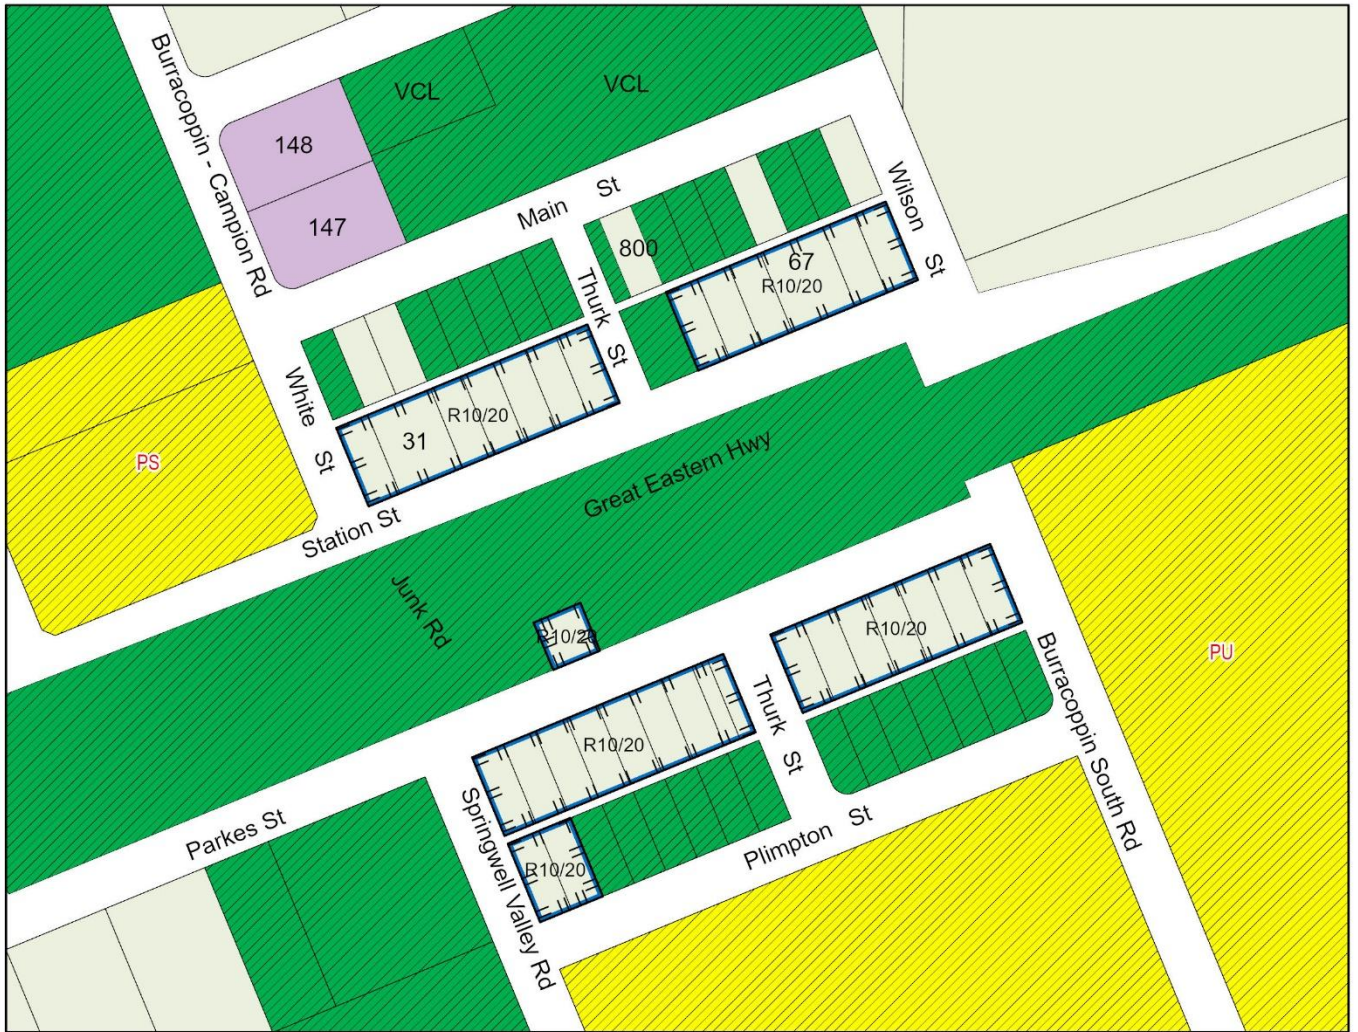 Burracoppin - Campion Rd
VCL
VCL
148
147
Main St
Wilson St
800
67
R10/20
Thurk St
White St
R10/20
31
PS
Great Eastern Hwy
Station St
Junk Rd
R10/20
R10/20
PU
Burracoppin South Rd
Thurk St
R10/20
Springwell Valley Rd
Parkes St
Plimpton St
R10/20